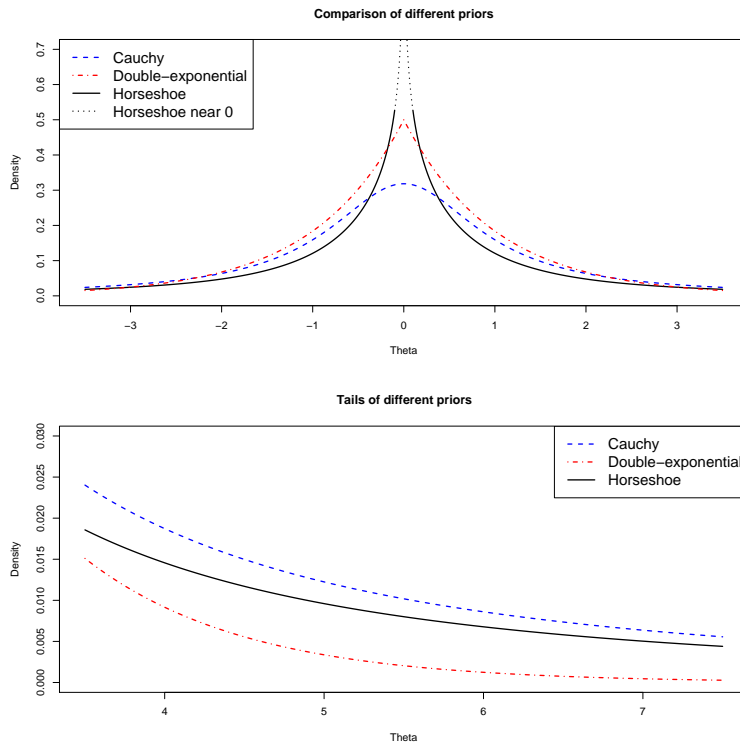 Comparison of different priors
Cauchy
Double−exponential
Horseshoe
Horseshoe near 0
Density
0.0
0.1
0.2
0.3
0.4
0.5
0.6
0.7
−3
−2
−1
0
1
2
3
Theta
Tails of different priors
Cauchy
Double−exponential
Horseshoe
Density
0.000
0.005
0.010
0.015
0.020
0.025
0.030
4
5
6
7
Theta